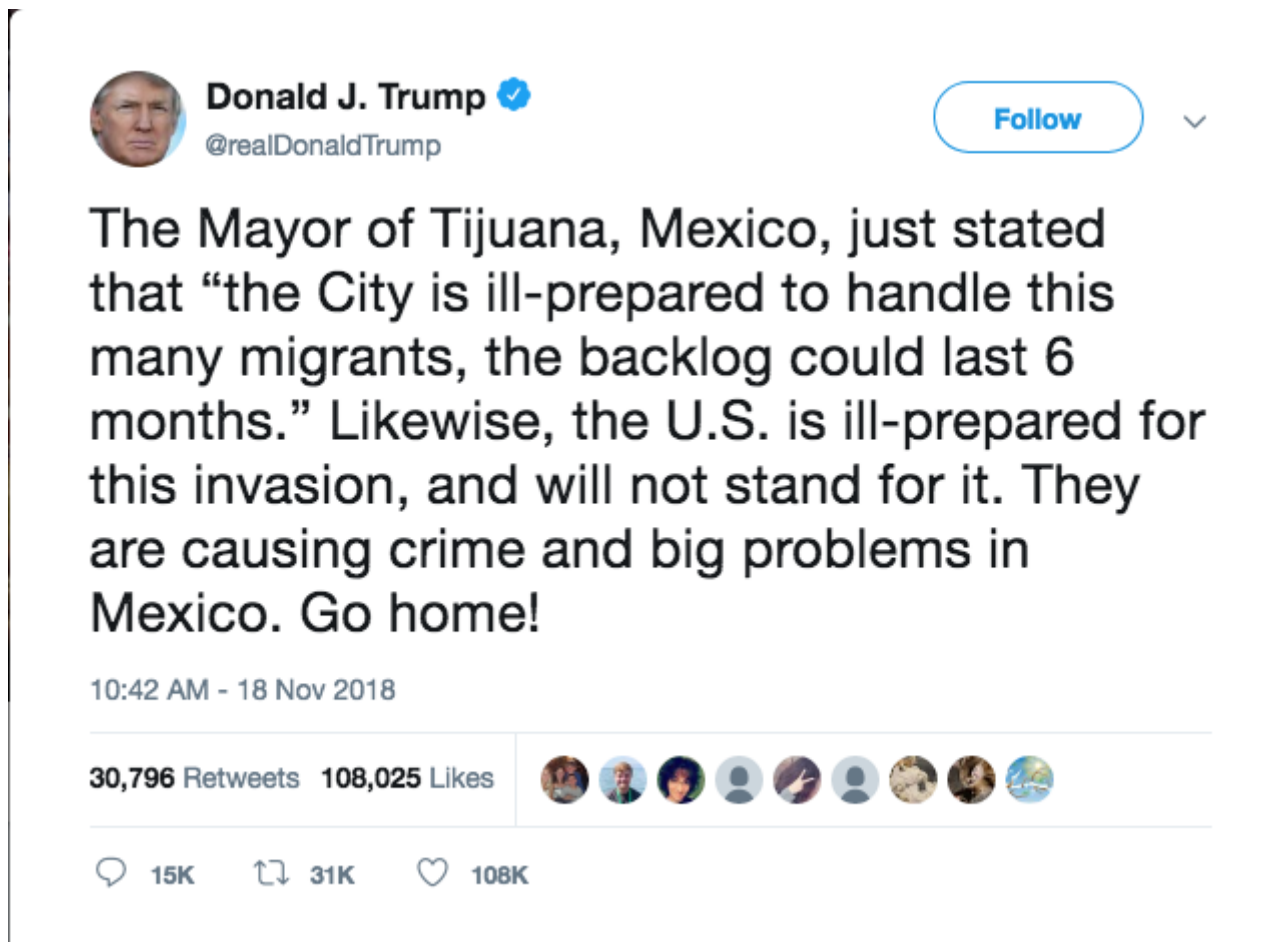 Donald J. Trump
@realDonaldTrump
Follow
The Mayor of Tijuana, Mexico, just stated
that “the City is ill-prepared to handle this
many migrants, the backlog could last 6
months.” Likewise, the U.S. is ill-prepared for
this invasion, and will not stand for it. They
are causing crime and big problems in
Mexico. Go home!
10:42 AM - 18 Nov 2018
30,796 Retweets 108,025 Likes
15K 31K 108K